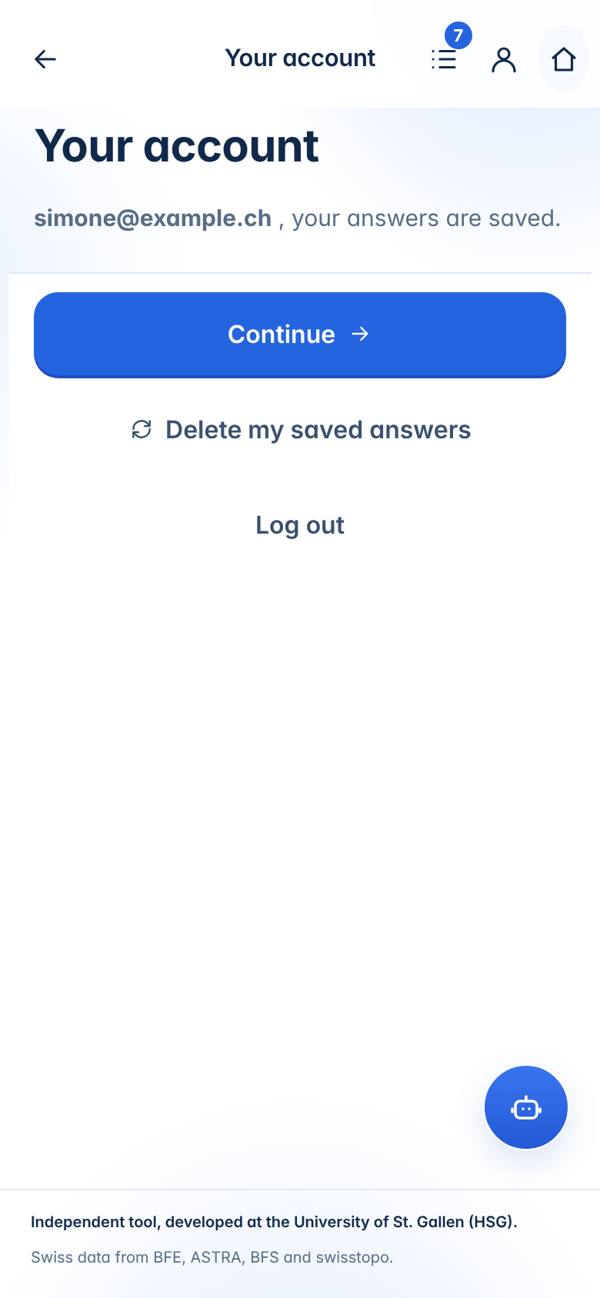 7
Your account
Your account
simone@example.ch , your answers are saved.
Continue →
Delete my saved answers
Log out
Independent tool, developed at the University of St. Gallen (HSG).
Swiss data from BFE, ASTRA, BFS and swisstopo.